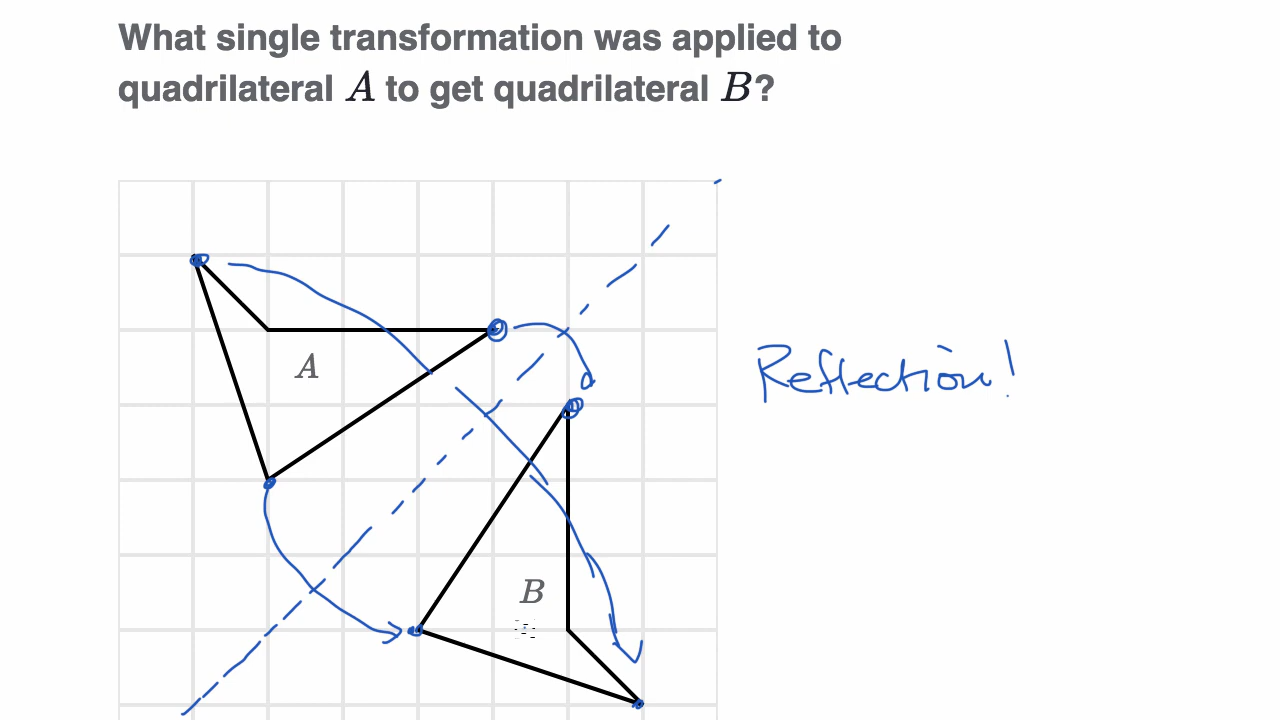 What single transformation was applied to
quadrilateral A to get quadrilateral B?
A
Reflection!
B